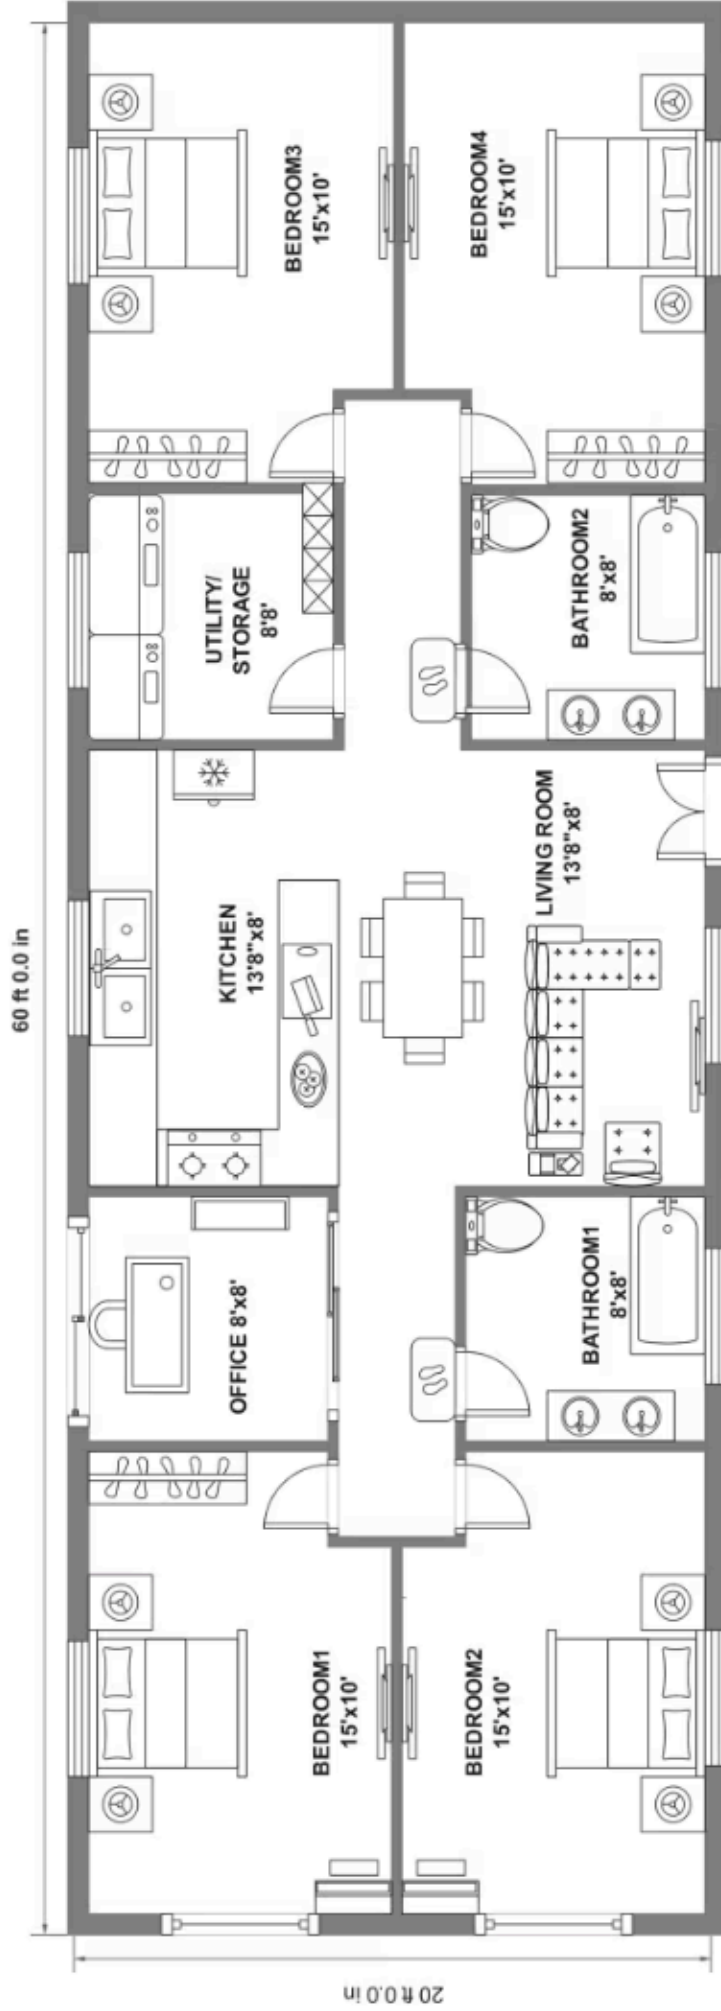 60 ft 0.0 in
20 ft 0.0 in
BEDROOM1
15'x10'
OFFICE 8'x8'
KITCHEN
13'8"x8'
UTILITY/
STORAGE
8'8'
BEDROOM3
15'x10'
BEDROOM2
15'x10'
BATHROOM1
8'x8'
LIVING ROOM
13'8"x8'
BATHROOM2
8'x8'
BEDROOM4
15'x10'